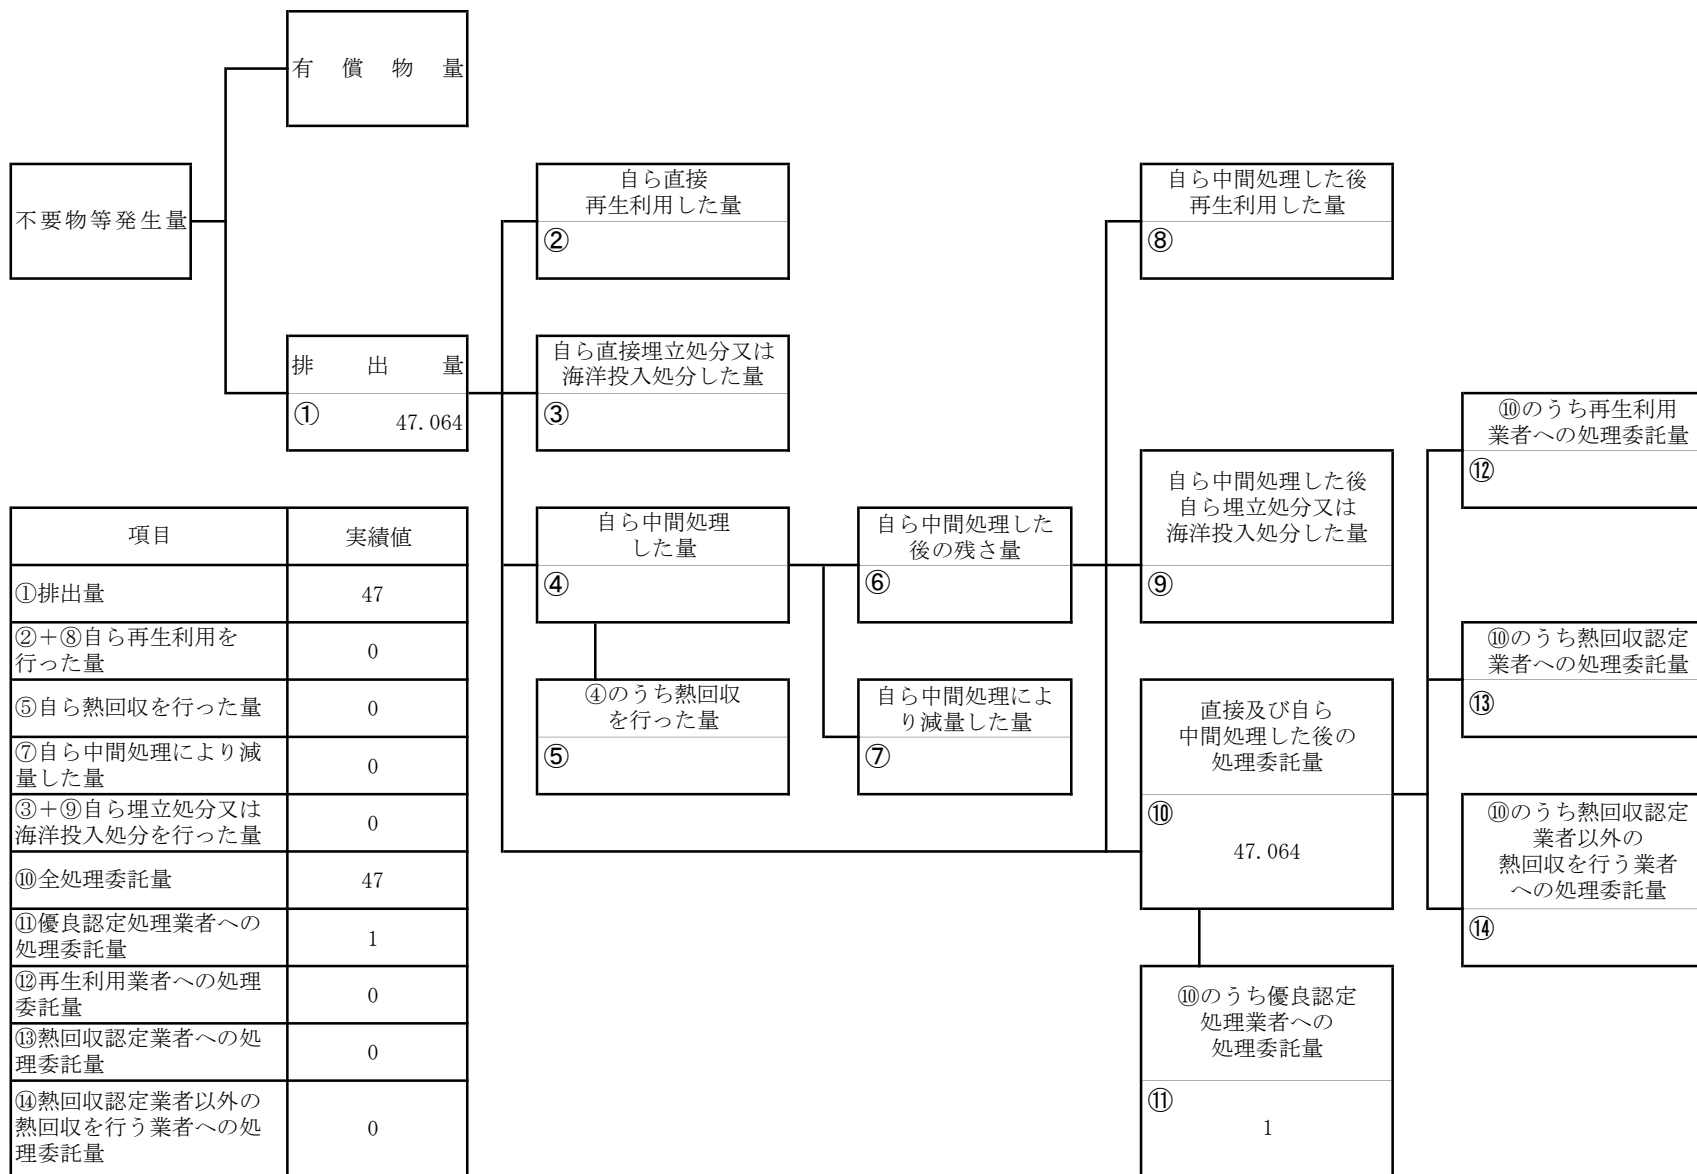 有償物量
不要物等発生量
自ら直接
再生利用した量
②
自ら中間処理した後
再生利用した量
⑧
排出量
①
47.064
自ら直接埋立処分又は
海洋投入処分した量
③
⑩のうち再生利用
業者への処理委託量
⑫
自ら中間処理
した量
④
自ら中間処理した
後の残さ量
⑥
自ら中間処理した後
自ら埋立処分又は
海洋投入処分した量
⑨
⑩のうち熱回収認定
業者への処理委託量
⑬
④のうち熱回収
を行った量
⑤
自ら中間処理によ
り減量した量
⑦
直接及び自ら
中間処理した後の
処理委託量
⑩
47.064
⑩のうち熱回収認定
業者以外の
熱回収を行う業者
への処理委託量
⑭
⑩のうち優良認定
処理業者への
処理委託量
⑪
1
項目 実績値
①排出量 47
②+⑧自ら再生利用を
行った量 0
⑤自ら熱回収を行った量 0
⑦自ら中間処理により減
量した量 0
③+⑨自ら埋立処分又は
海洋投入処分を行った量 0
⑩全処理委託量 47
⑪優良認定処理業者への
処理委託量 1
⑫再生利用業者への処理
委託量 0
⑬熱回収認定業者への処
理委託量 0
⑭熱回収認定業者以外の
熱回収を行う業者への処
理委託量 0